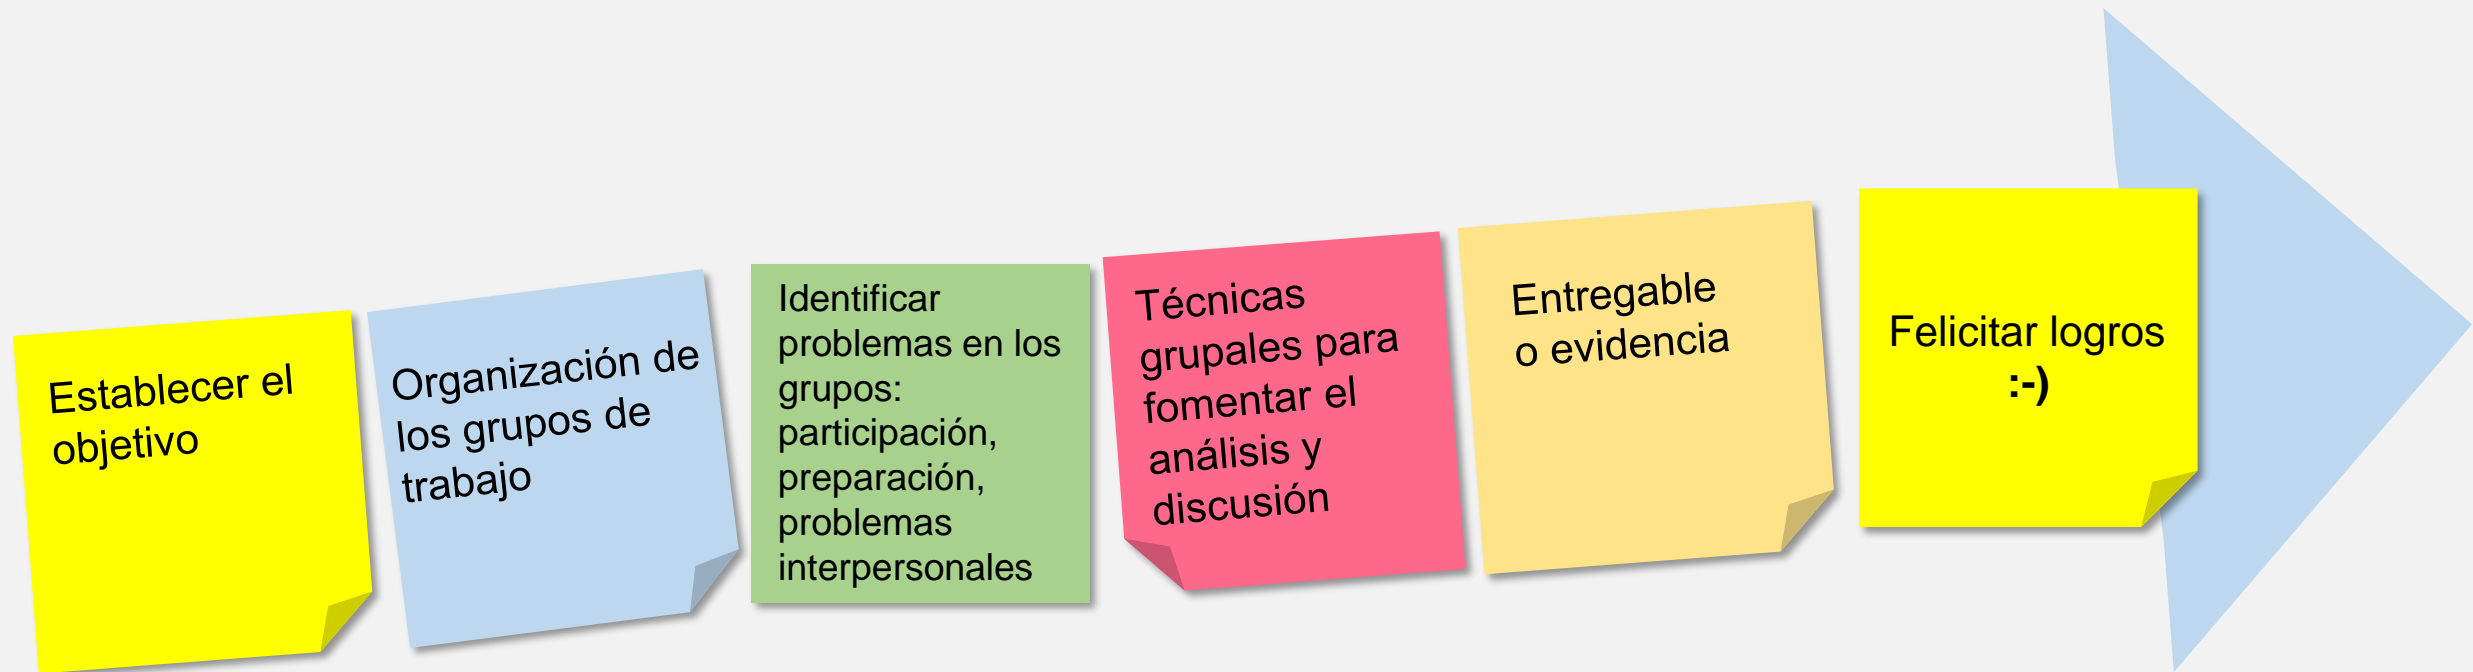 Establecer el
objetivo
Organización de
los grupos de
trabajo
Identificar
problemas en los
grupos:
participación,
preparación,
problemas
interpersonales
Técnicas
grupales para
fomentar el
análisis y
discusión
Entregable
o evidencia
Felicitar logros
:-)